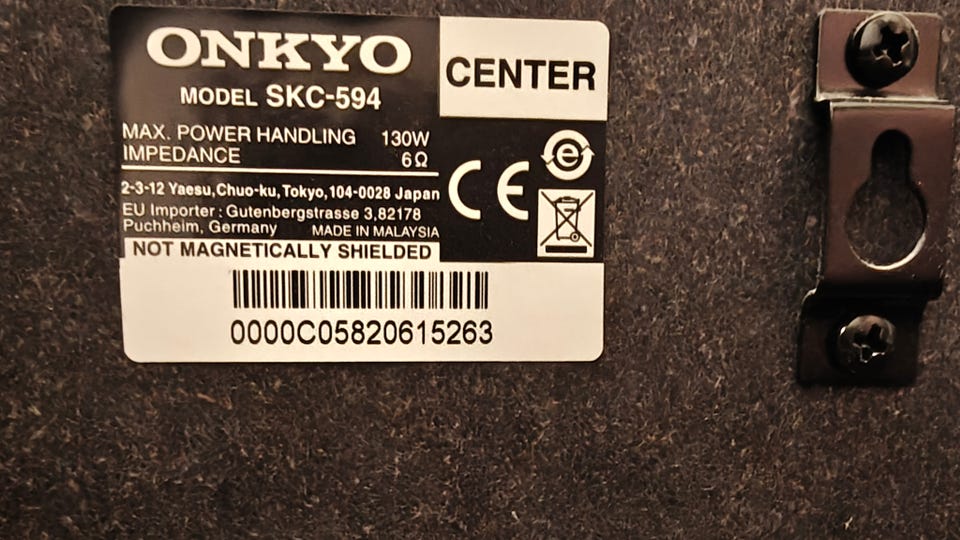 ONKYO
CENTER
MODEL SKC-594
MAX. POWER HANDLING 130W
IMPEDANCE 6Ω
2-3-12 Yaesu,Chuo-ku,Tokyo,104-0028 Japan
EU Importer : Gutenbergstrasse 3,82178
Puchheim, Germany MADE IN MALAYSIA
CE
e
NOT MAGNETICALLY SHIELDED
0000C05820615263